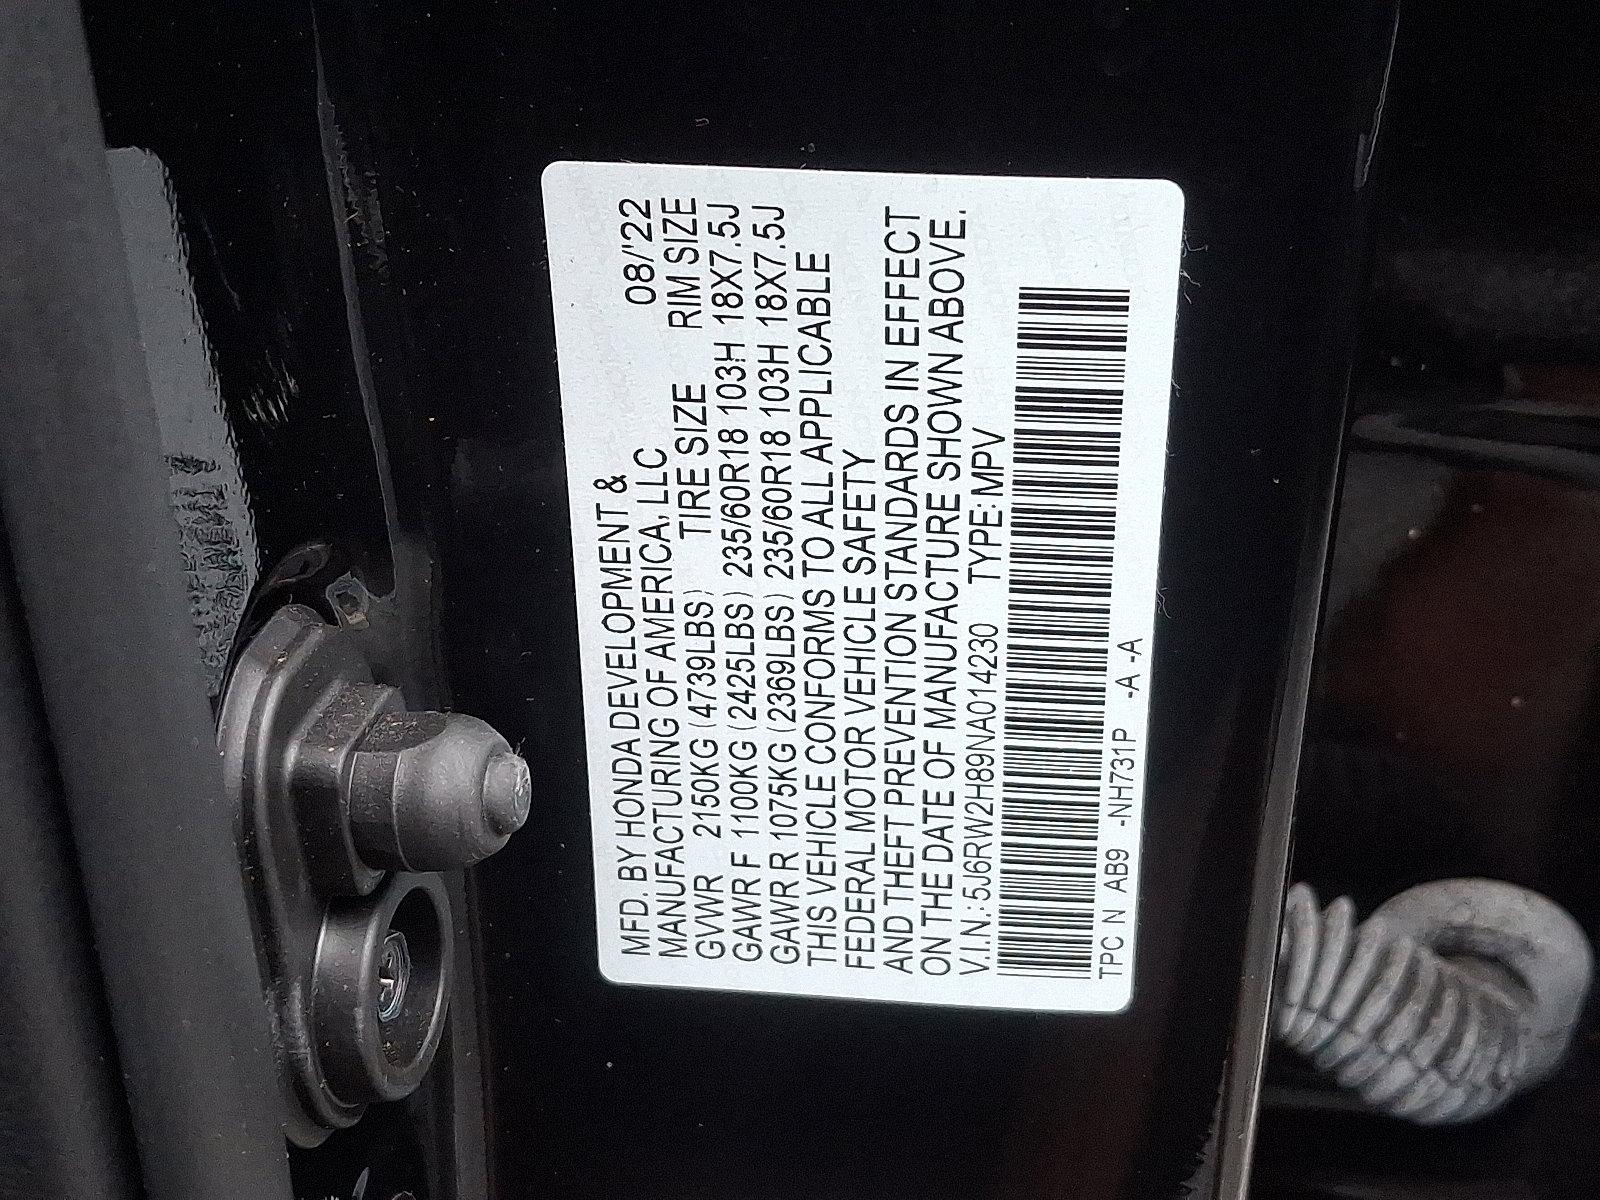 MFD. BY HONDA DEVELOPMENT & 08/'22
MANUFACTURING OF AMERICA, LLC
TIRE SIZE RIM SIZE
GVWR 2150KG (4739LBS)
GAWR F 1100KG (2425LBS) 235/60R18 103H 18X7.5J
GAWR R 1075KG (2369LBS) 235/60R18 103H 18X7.5J
THIS VEHICLE CONFORMS TO ALL APPLICABLE
FEDERAL MOTOR VEHICLE SAFETY
AND THEFT PREVENTION STANDARDS IN EFFECT
ON THE DATE OF MANUFACTURE SHOWN ABOVE.
V.I.N.:5J6RW2H89NA014230 TYPE:MPV
TPC N AB9 -NH731P -A -A